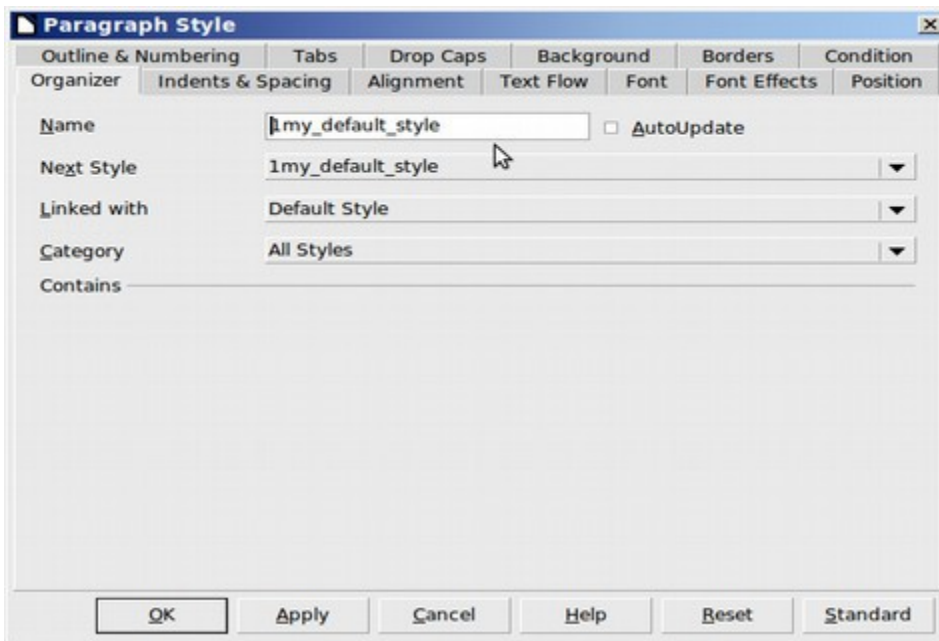 Paragraph Style
Outline & Numbering Tabs Drop Caps Background Borders Condition
Organizer Indents & Spacing Alignment Text Flow Font Font Effects Position
Name 1my_default_style AutoUpdate
Next Style 1my_default_style
Linked with Default Style
Category All Styles
Contains
OK Apply Cancel Help Reset Standard